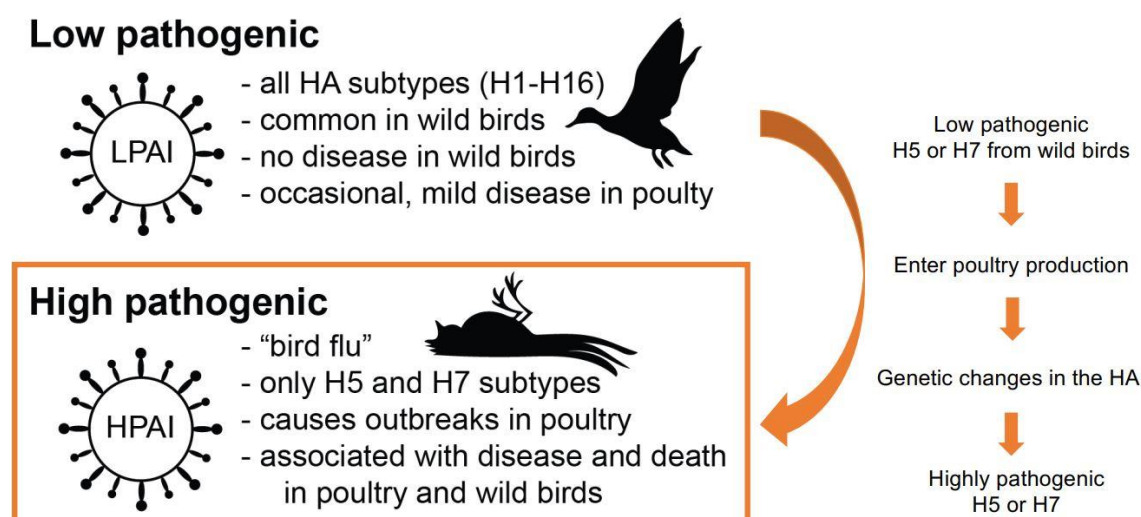 Low pathogenic
LPAI
- all HA subtypes (H1-H16)
- common in wild birds
- no disease in wild birds
- occasional, mild disease in poulty
High pathogenic
HPAI
- “bird flu”
- only H5 and H7 subtypes
- causes outbreaks in poultry
- associated with disease and death
in poultry and wild birds
Low pathogenic
H5 or H7 from wild birds
Enter poultry production
Genetic changes in the HA
Highly pathogenic
H5 or H7